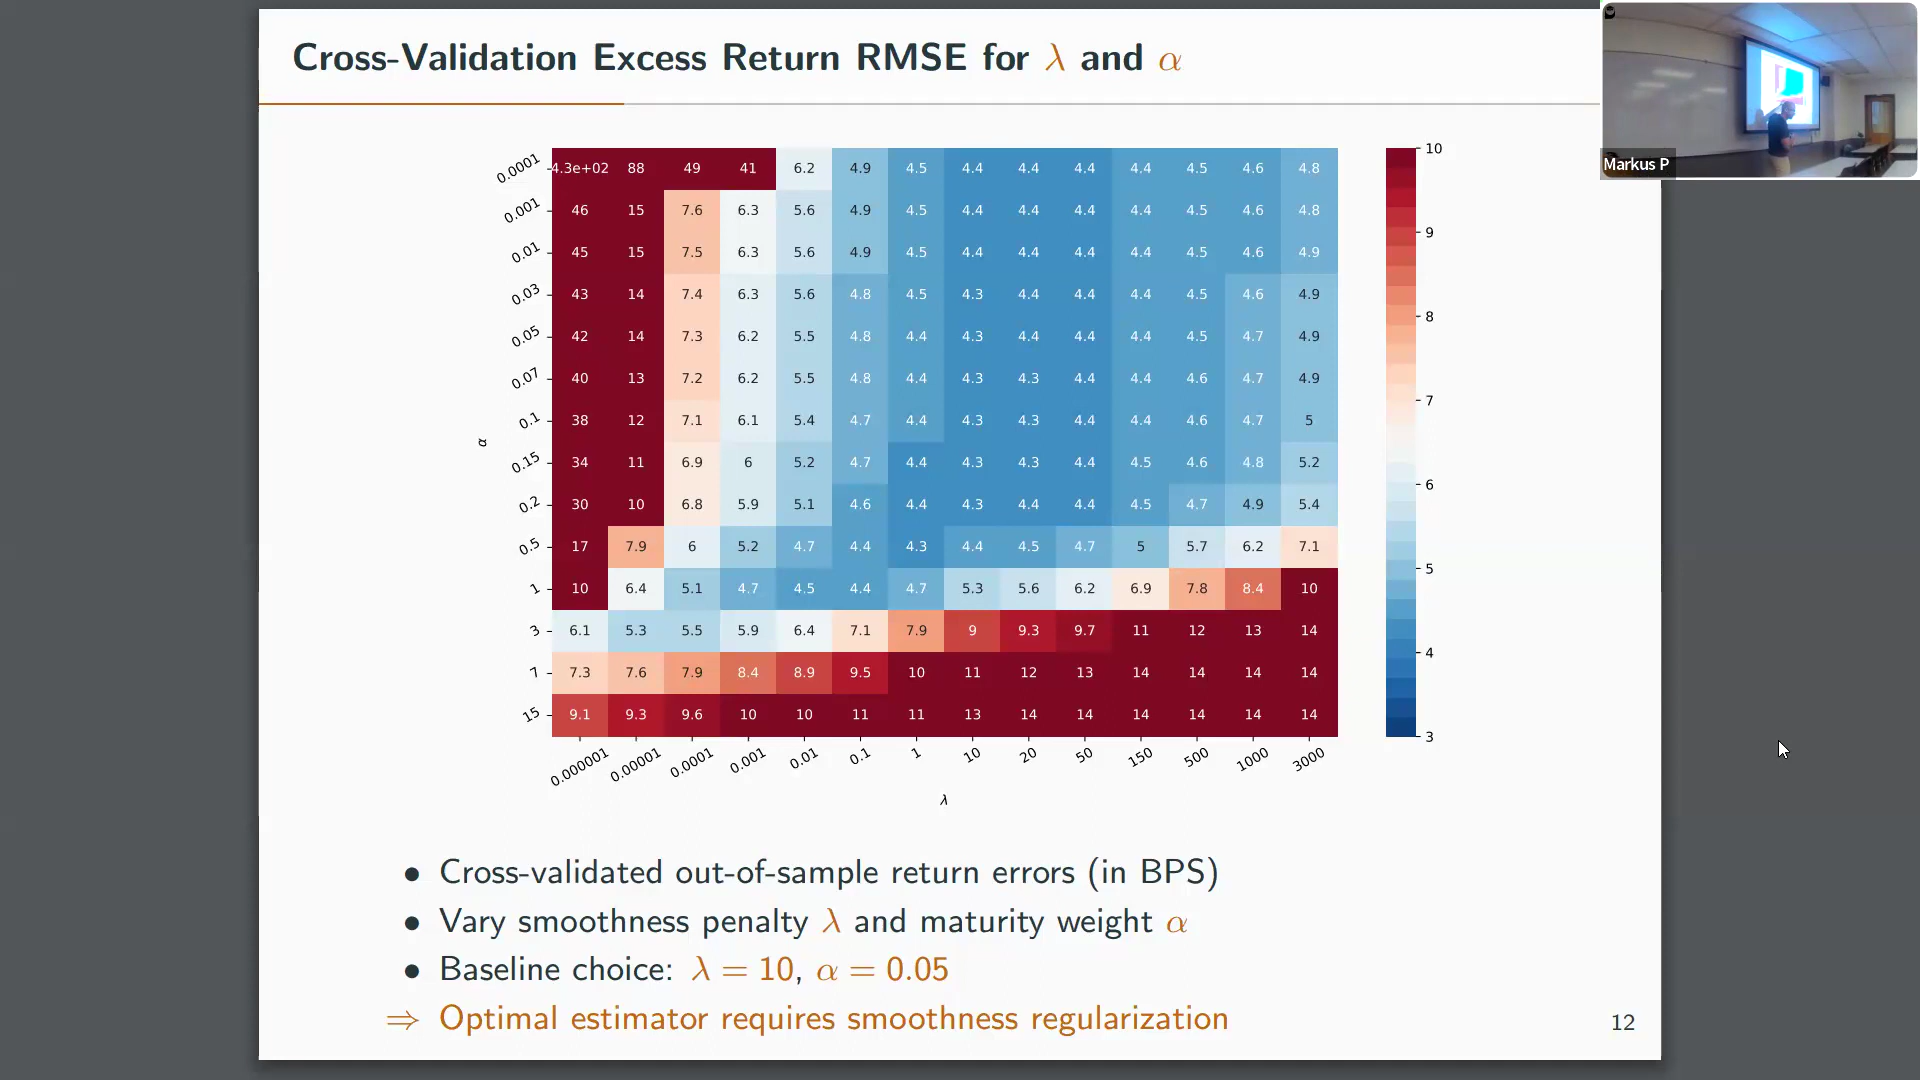 Cross-Validation Excess Return RMSE for λ and α
Markus P
0.0001 4.3e+02 88 49 41 6.2 4.9 4.5 4.4 4.4 4.4 4.4 4.5 4.6 4.8
0.001 46 15 7.6 6.3 5.6 4.9 4.5 4.4 4.4 4.4 4.4 4.5 4.6 4.8
0.01 45 15 7.5 6.3 5.6 4.9 4.5 4.4 4.4 4.4 4.4 4.5 4.6 4.9
0.03 43 14 7.4 6.3 5.6 4.8 4.5 4.3 4.4 4.4 4.4 4.5 4.6 4.9
0.05 42 14 7.3 6.2 5.5 4.8 4.4 4.3 4.4 4.4 4.4 4.5 4.7 4.9
0.07 40 13 7.2 6.2 5.5 4.8 4.4 4.3 4.3 4.4 4.4 4.6 4.7 4.9
0.1 38 12 7.1 6.1 5.4 4.7 4.4 4.3 4.3 4.4 4.4 4.6 4.7 5
α
0.15 34 11 6.9 6 5.2 4.7 4.4 4.3 4.3 4.4 4.5 4.6 4.8 5.2
0.2 30 10 6.8 5.9 5.1 4.6 4.4 4.3 4.4 4.4 4.5 4.7 4.9 5.4
0.5 17 7.9 6 5.2 4.7 4.4 4.3 4.4 4.5 4.7 5 5.7 6.2 7.1
1 10 6.4 5.1 4.7 4.5 4.4 4.7 5.3 5.6 6.2 6.9 7.8 8.4 10
3 6.1 5.3 5.5 5.9 6.4 7.1 7.9 9 9.3 9.7 11 12 13 14
7 7.3 7.6 7.9 8.4 8.9 9.5 10 11 12 13 14 14 14 14
15 9.1 9.3 9.6 10 10 11 11 13 14 14 14 14 14 14
0.000001 0.00001 0.0001 0.001 0.01 0.1 1 10 20 50 150 500 1000 3000
λ
10
9
8
7
6
5
4
3
• Cross-validated out-of-sample return errors (in BPS)
• Vary smoothness penalty λ and maturity weight α
• Baseline choice: λ = 10, α = 0.05
⇒ Optimal estimator requires smoothness regularization
12